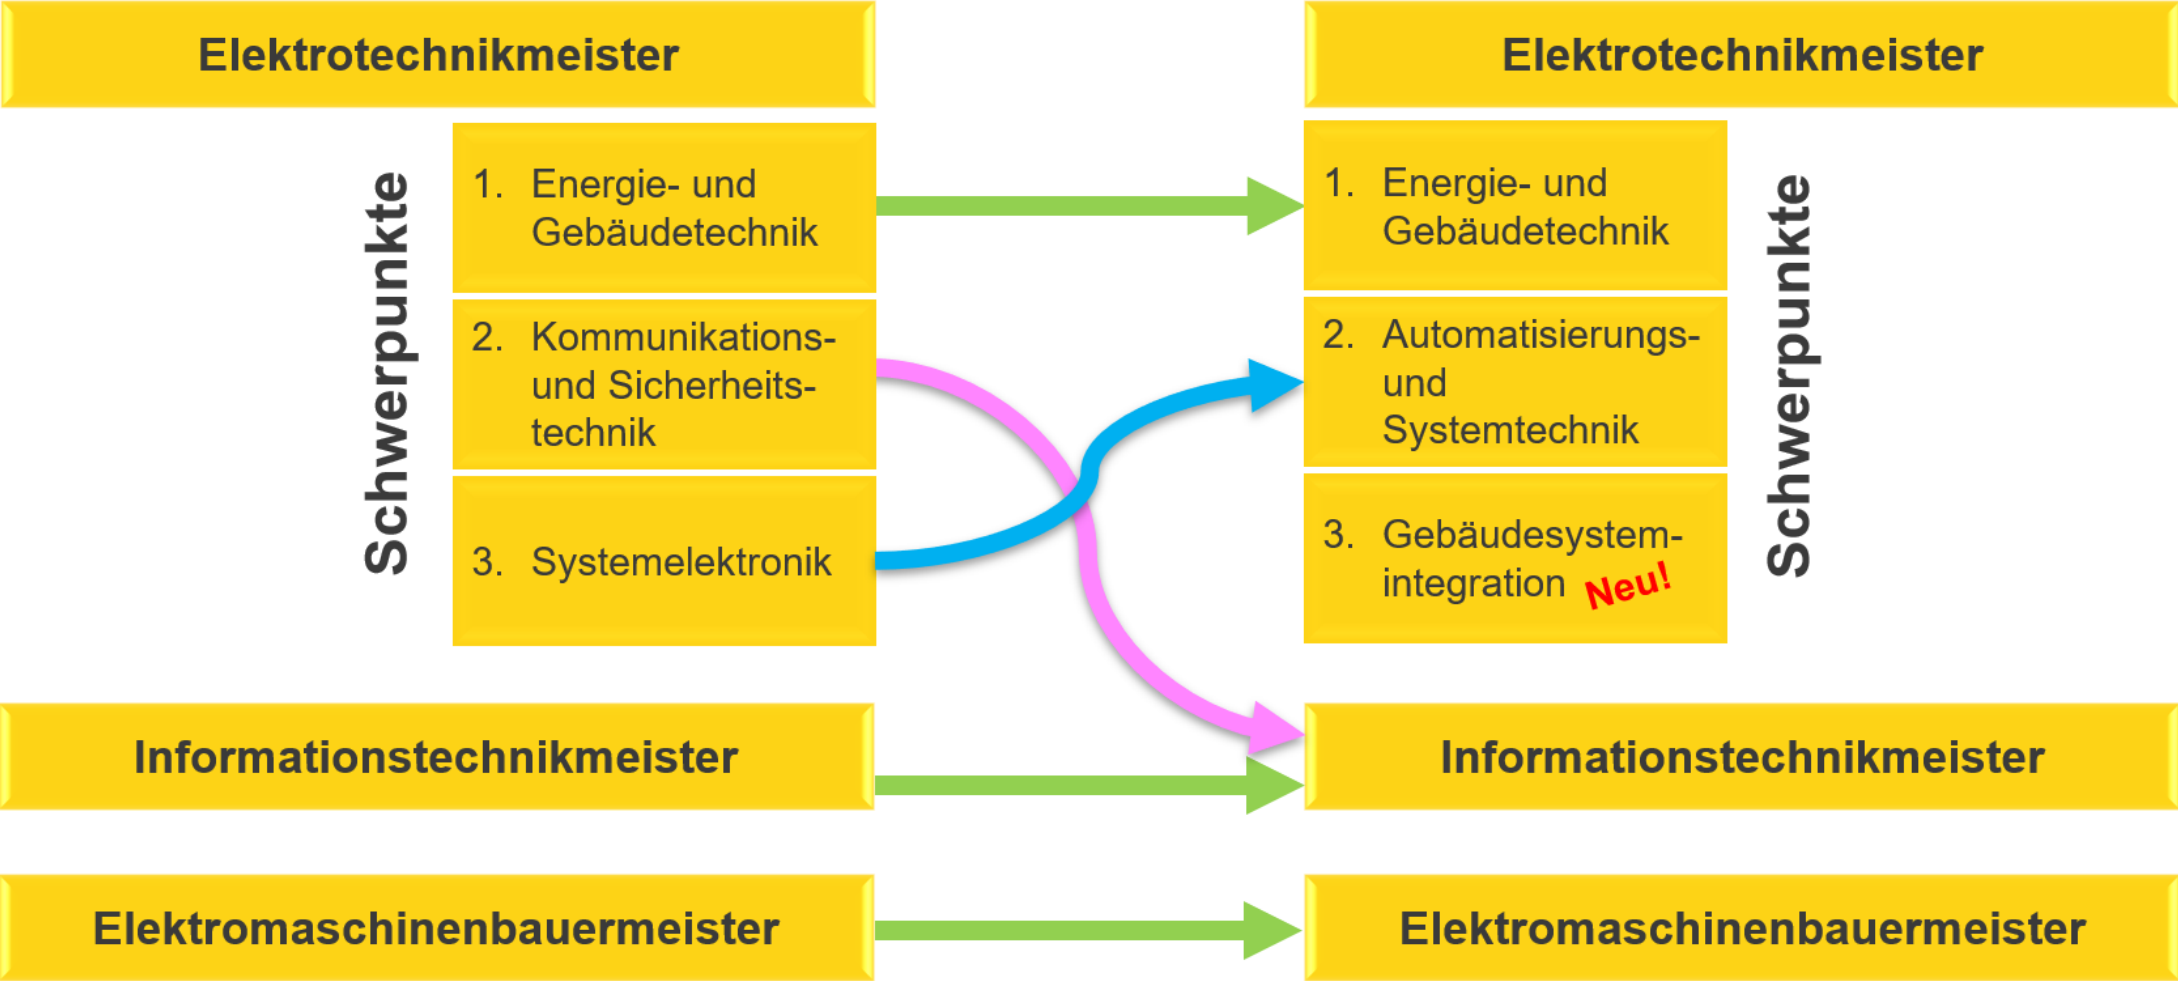 Elektrotechnikmeister
Schwerpunkte
1. Energie- und
Gebäudetechnik
2. Kommunikations-
und Sicherheits-
technik
3. Systemelektronik
Informationstechnikmeister
Elektromaschinenbauermeister
Elektrotechnikmeister
1. Energie- und
Gebäudetechnik
2. Automatisierungs-
und
Systemtechnik
3. Gebäudesystem-
integration Neu!
Schwerpunkte
Informationstechnikmeister
Elektromaschinenbauermeister